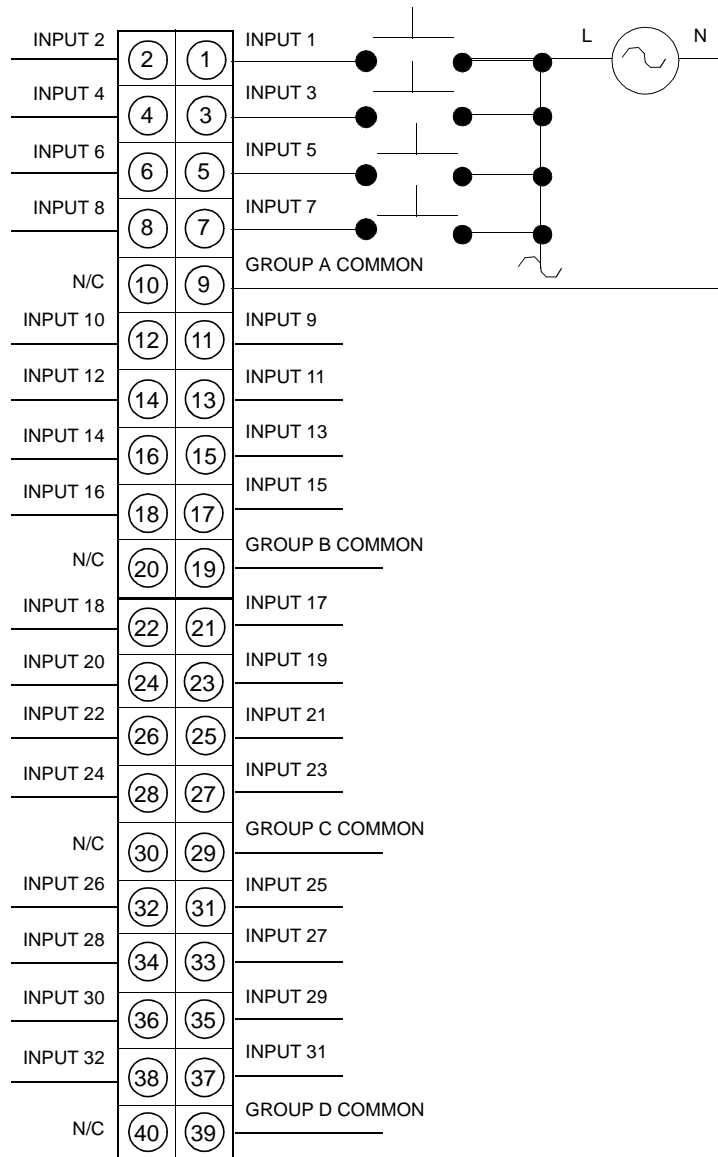 INPUT 2 2 1 INPUT 1 L N
INPUT 4 4 3 INPUT 3
INPUT 6 6 5 INPUT 5
INPUT 8 8 7 INPUT 7
N/C 10 9 GROUP A COMMON
INPUT 10 12 11 INPUT 9
INPUT 12 14 13 INPUT 11
INPUT 14 16 15 INPUT 13
INPUT 16 18 17 INPUT 15
N/C 20 19 GROUP B COMMON
INPUT 18 22 21 INPUT 17
INPUT 20 24 23 INPUT 19
INPUT 22 26 25 INPUT 21
INPUT 24 28 27 INPUT 23
N/C 30 29 GROUP C COMMON
INPUT 26 32 31 INPUT 25
INPUT 28 34 33 INPUT 27
INPUT 30 36 35 INPUT 29
INPUT 32 38 37 INPUT 31
N/C 40 39 GROUP D COMMON